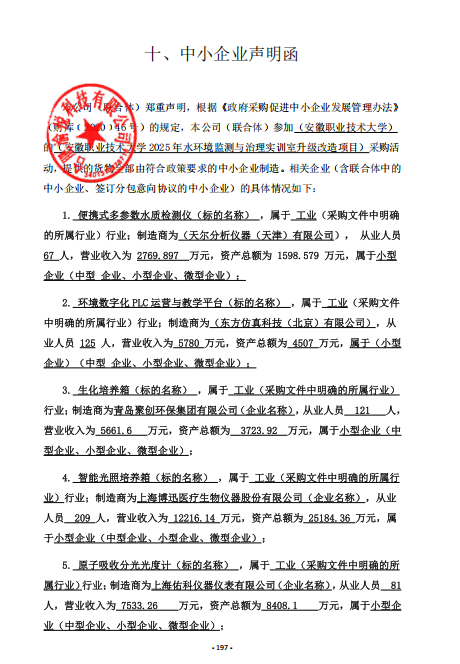 十、中小企业声明函
本公司（联合体）郑重声明，根据《政府采购促进中小企业发展管理办法》
（财库﹝2020﹞46号）的规定，本公司（联合体）参加（安徽职业技术大学）
的（安徽职业技术大学2025年水环境监测与治理实训室升级改造项目）采购活
动，提供的货物全部由符合政策要求的中小企业制造。相关企业（含联合体中的
中小企业、签订分包意向协议的中小企业）的具体情况如下：
1. 便携式多参数水质检测仪（标的名称） ，属于 工业（采购文件中明确
的所属行业）行业；制造商为（天尔分析仪器（天津）有限公司）， 从业人员
67 人，营业收入为 2769.897 万元，资产总额为 1598.579 万元，属于小型
企业（中型 企业、小型企业、微型企业）；
2. 环境数字化PLC运营与教学平台（标的名称） ，属于 工业（采购文件
中明确的所属行业）行业；制造商为（东方仿真科技（北京）有限公司），从
业人员 125 人，营业收入为 5780 万元，资产总额为 4507 万元，属于（小型
企业）（中型 企业、小型企业、微型企业）；
3. 生化培养箱（标的名称） ，属于 工业（采购文件中明确的所属行业）
行业；制造商为青岛聚创环保集团有限公司（企业名称），从业人员 121 人，
营业收入为 5661.6 万元，资产总额为 3723.92 万元，属于小型企业（中
型企业、小型企业、微型企业）；
4. 智能光照培养箱（标的名称） ，属于 工业（采购文件中明确的所属行
业）行业；制造商为上海博迅医疗生物仪器股份有限公司（企业名称），从业
人员 209 人，营业收入为 12216.14 万元，资产总额为 25184.36 万元，属
于小型企业（中型企业、小型企业、微型企业）；
5. 原子吸收分光光度计（标的名称） ，属于 工业（采购文件中明确的所
属行业）行业；制造商为上海佑科仪器仪表有限公司（企业名称），从业人员 81
人，营业收入为 7533.26 万元，资产总额为 8408.1 万元，属于小型企
业（中型企业、小型企业、微型企业）；
• 197 •